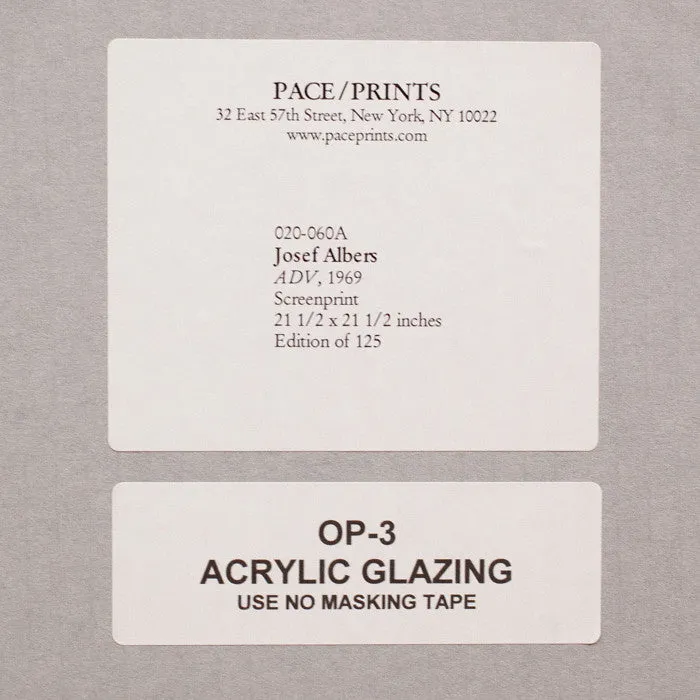 PACE/PRINTS
32 East 57th Street, New York, NY 10022
www.paceprints.com
020-060A
Josef Albers
ADV, 1969
Screenprint
21 1/2 x 21 1/2 inches
Edition of 125
OP-3
ACRYLIC GLAZING
USE NO MASKING TAPE